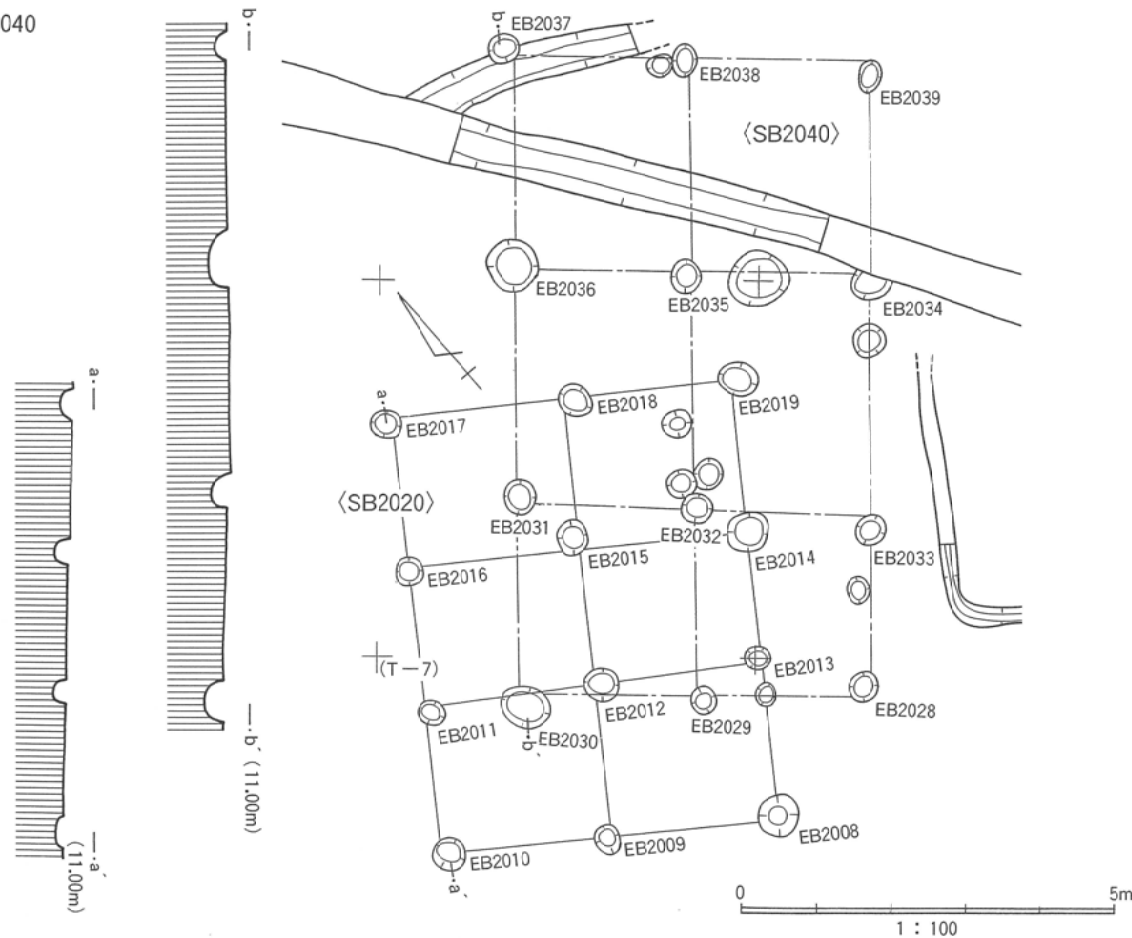 040
b
EB2037
b
EB2038
EB2039
〈SB2040〉
EB2036
EB2035
EB2034
a
a
EB2017
EB2018
EB2019
〈SB2020〉
EB2031
EB2032
EB2033
EB2015
EB2014
EB2016
(T-7)
EB2013
EB2011
EB2012
EB2029
EB2028
EB2030
b´
b´ (11.00m)
a´ (11.00m)
EB2010
EB2009
EB2008
a´
0 5m
1 : 100